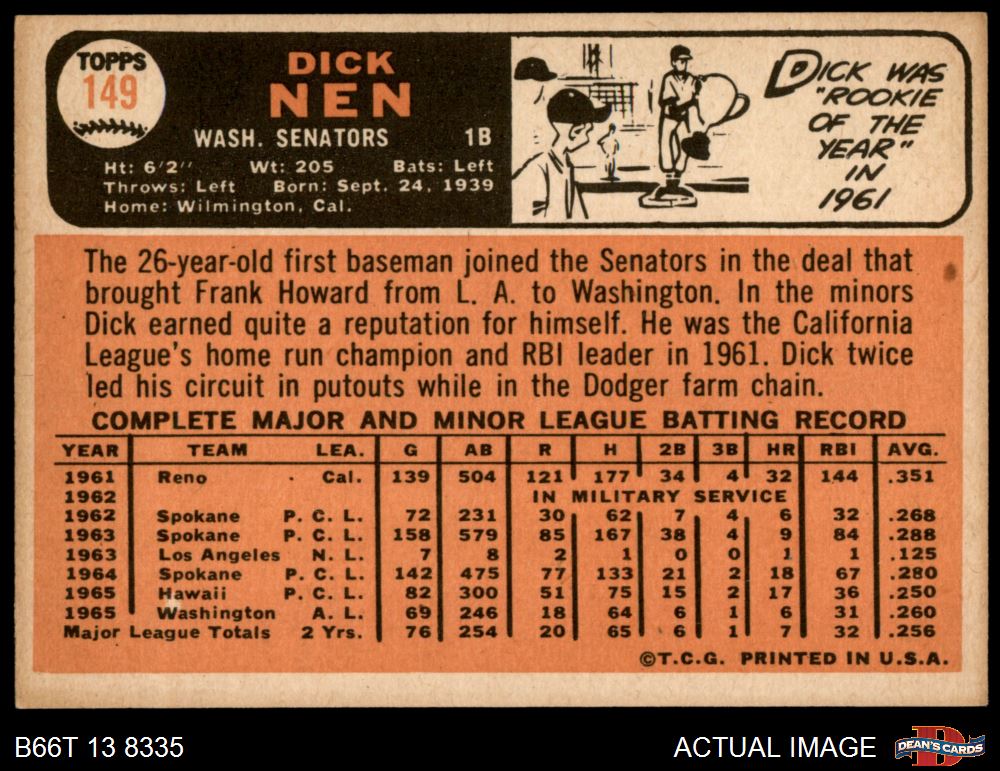 TOPPS
149
DICK
NEN
WASH. SENATORS 1B
Ht: 6'2'' Wt: 205 Bats: Left
Throws: Left Born: Sept. 24, 1939
Home: Wilmington, Cal.
DICK WAS
"ROOKIE
OF THE
YEAR"
IN
1961
The 26-year-old first baseman joined the Senators in the deal that
brought Frank Howard from L. A. to Washington. In the minors
Dick earned quite a reputation for himself. He was the California
League's home run champion and RBI leader in 1961. Dick twice
led his circuit in putouts while in the Dodger farm chain.
COMPLETE MAJOR AND MINOR LEAGUE BATTING RECORD
YEAR TEAM LEA. G AB R H 2B 3B HR RBI AVG.
1961 Reno Cal. 139 504 121 177 34 4 32 144 .351
1962 IN MILITARY SERVICE
1962 Spokane P. C. L. 72 231 30 62 7 4 6 32 .268
1963 Spokane P. C. L. 158 579 85 167 38 4 9 84 .288
1963 Los Angeles N. L. 7 8 2 1 0 0 1 1 .125
1964 Spokane P. C. L. 142 475 77 133 21 2 18 67 .280
1965 Hawaii P. C. L. 82 300 51 75 15 2 17 36 .250
1965 Washington A. L. 69 246 18 64 6 1 6 31 .260
Major League Totals 2 Yrs. 76 254 20 65 6 1 7 32 .256
©T.C.G. PRINTED IN U.S.A.
B66T 13 8335 ACTUAL IMAGE DEAN'S CARDS